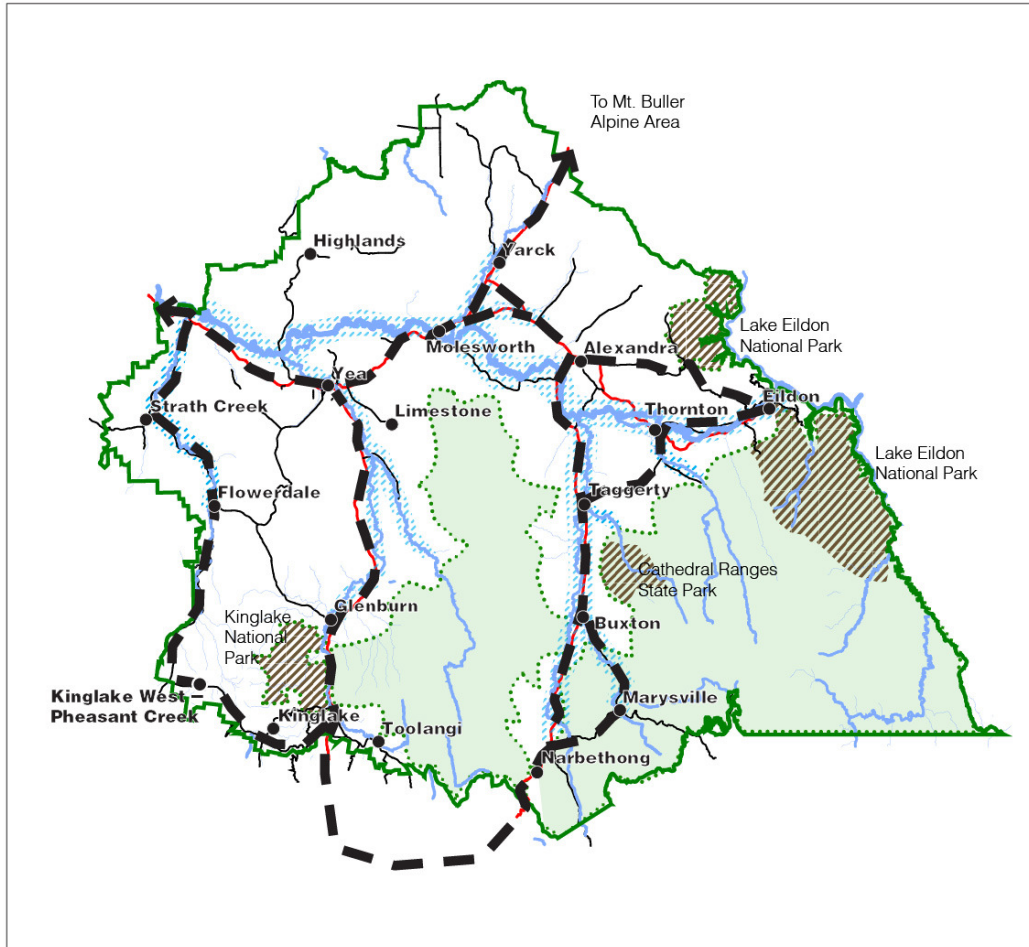 To Mt. Buller
Alpine Area
Highlands
Yarck
Lake Eildon
National Park
Molesworth
Alexandra
Yea
Eildon
Strath Creek
Limestone
Thornton
Lake Eildon
National Park
Flowerdale
Taggerty
Cathedral Ranges
State Park
Glenburn
Kinglake
National
Park
Buxton
Kinglake West –
Pheasant Creek
Marysville
Kinglake
Toolangi
Narbethong